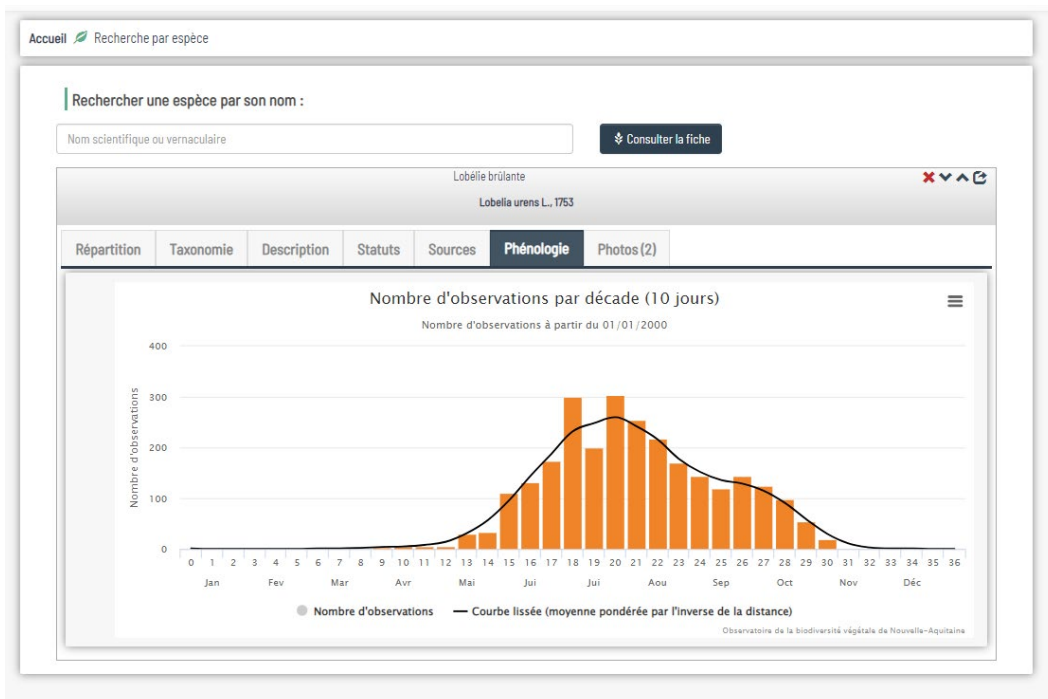 Accueil Recherche par espèce
Rechercher une espèce par son nom :
Nom scientifique ou vernaculaire
Consulter la fiche
Lobélie brûlante
Lobelia urens L., 1753
Répartition Taxonomie Description Statuts Sources Phénologie Photos (2)
Nombre d'observations par décade (10 jours)
Nombre d'observations à partir du 01/01/2000
Nombre d'observations
400
300
200
100
0
0 1 2 3 4 5 6 7 8 9 10 11 12 13 14 15 16 17 18 19 20 21 22 23 24 25 26 27 28 29 30 31 32 33 34 35 36
Jan Fev Mar Avr Mai Jui Jui Aou Sep Oct Nov Déc
Nombre d'observations Courbe lissée (moyenne pondérée par l'inverse de la distance)
Observatoire de la biodiversité végétale de Nouvelle-Aquitaine